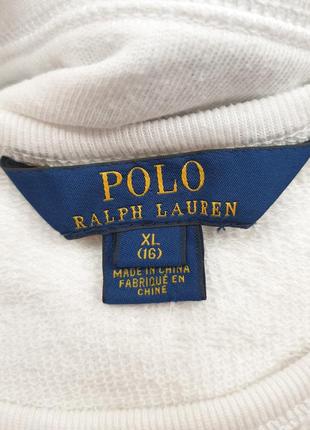 POLO
RALPH LAUREN
XL
(16)
MADE IN CHINA
FABRIQUÉ EN
CHINE